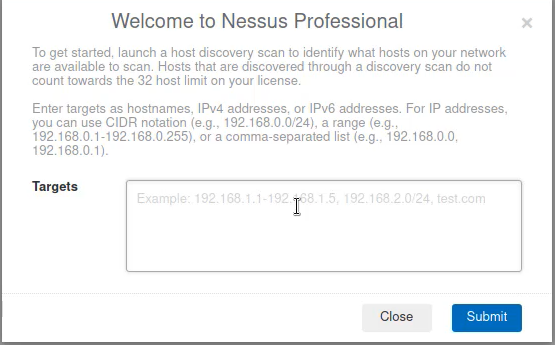 Welcome to Nessus Professional
×
To get started, launch a host discovery scan to identify what hosts on your network
are available to scan. Hosts that are discovered through a discovery scan do not
count towards the 32 host limit on your license.
Enter targets as hostnames, IPv4 addresses, or IPv6 addresses. For IP addresses,
you can use CIDR notation (e.g., 192.168.0.0/24), a range (e.g.,
192.168.0.1-192.168.0.255), or a comma-separated list (e.g., 192.168.0.0,
192.168.0.1).
Targets
Example: 192.168.1.1-192.168.1.5, 192.168.2.0/24, test.com
Close
Submit